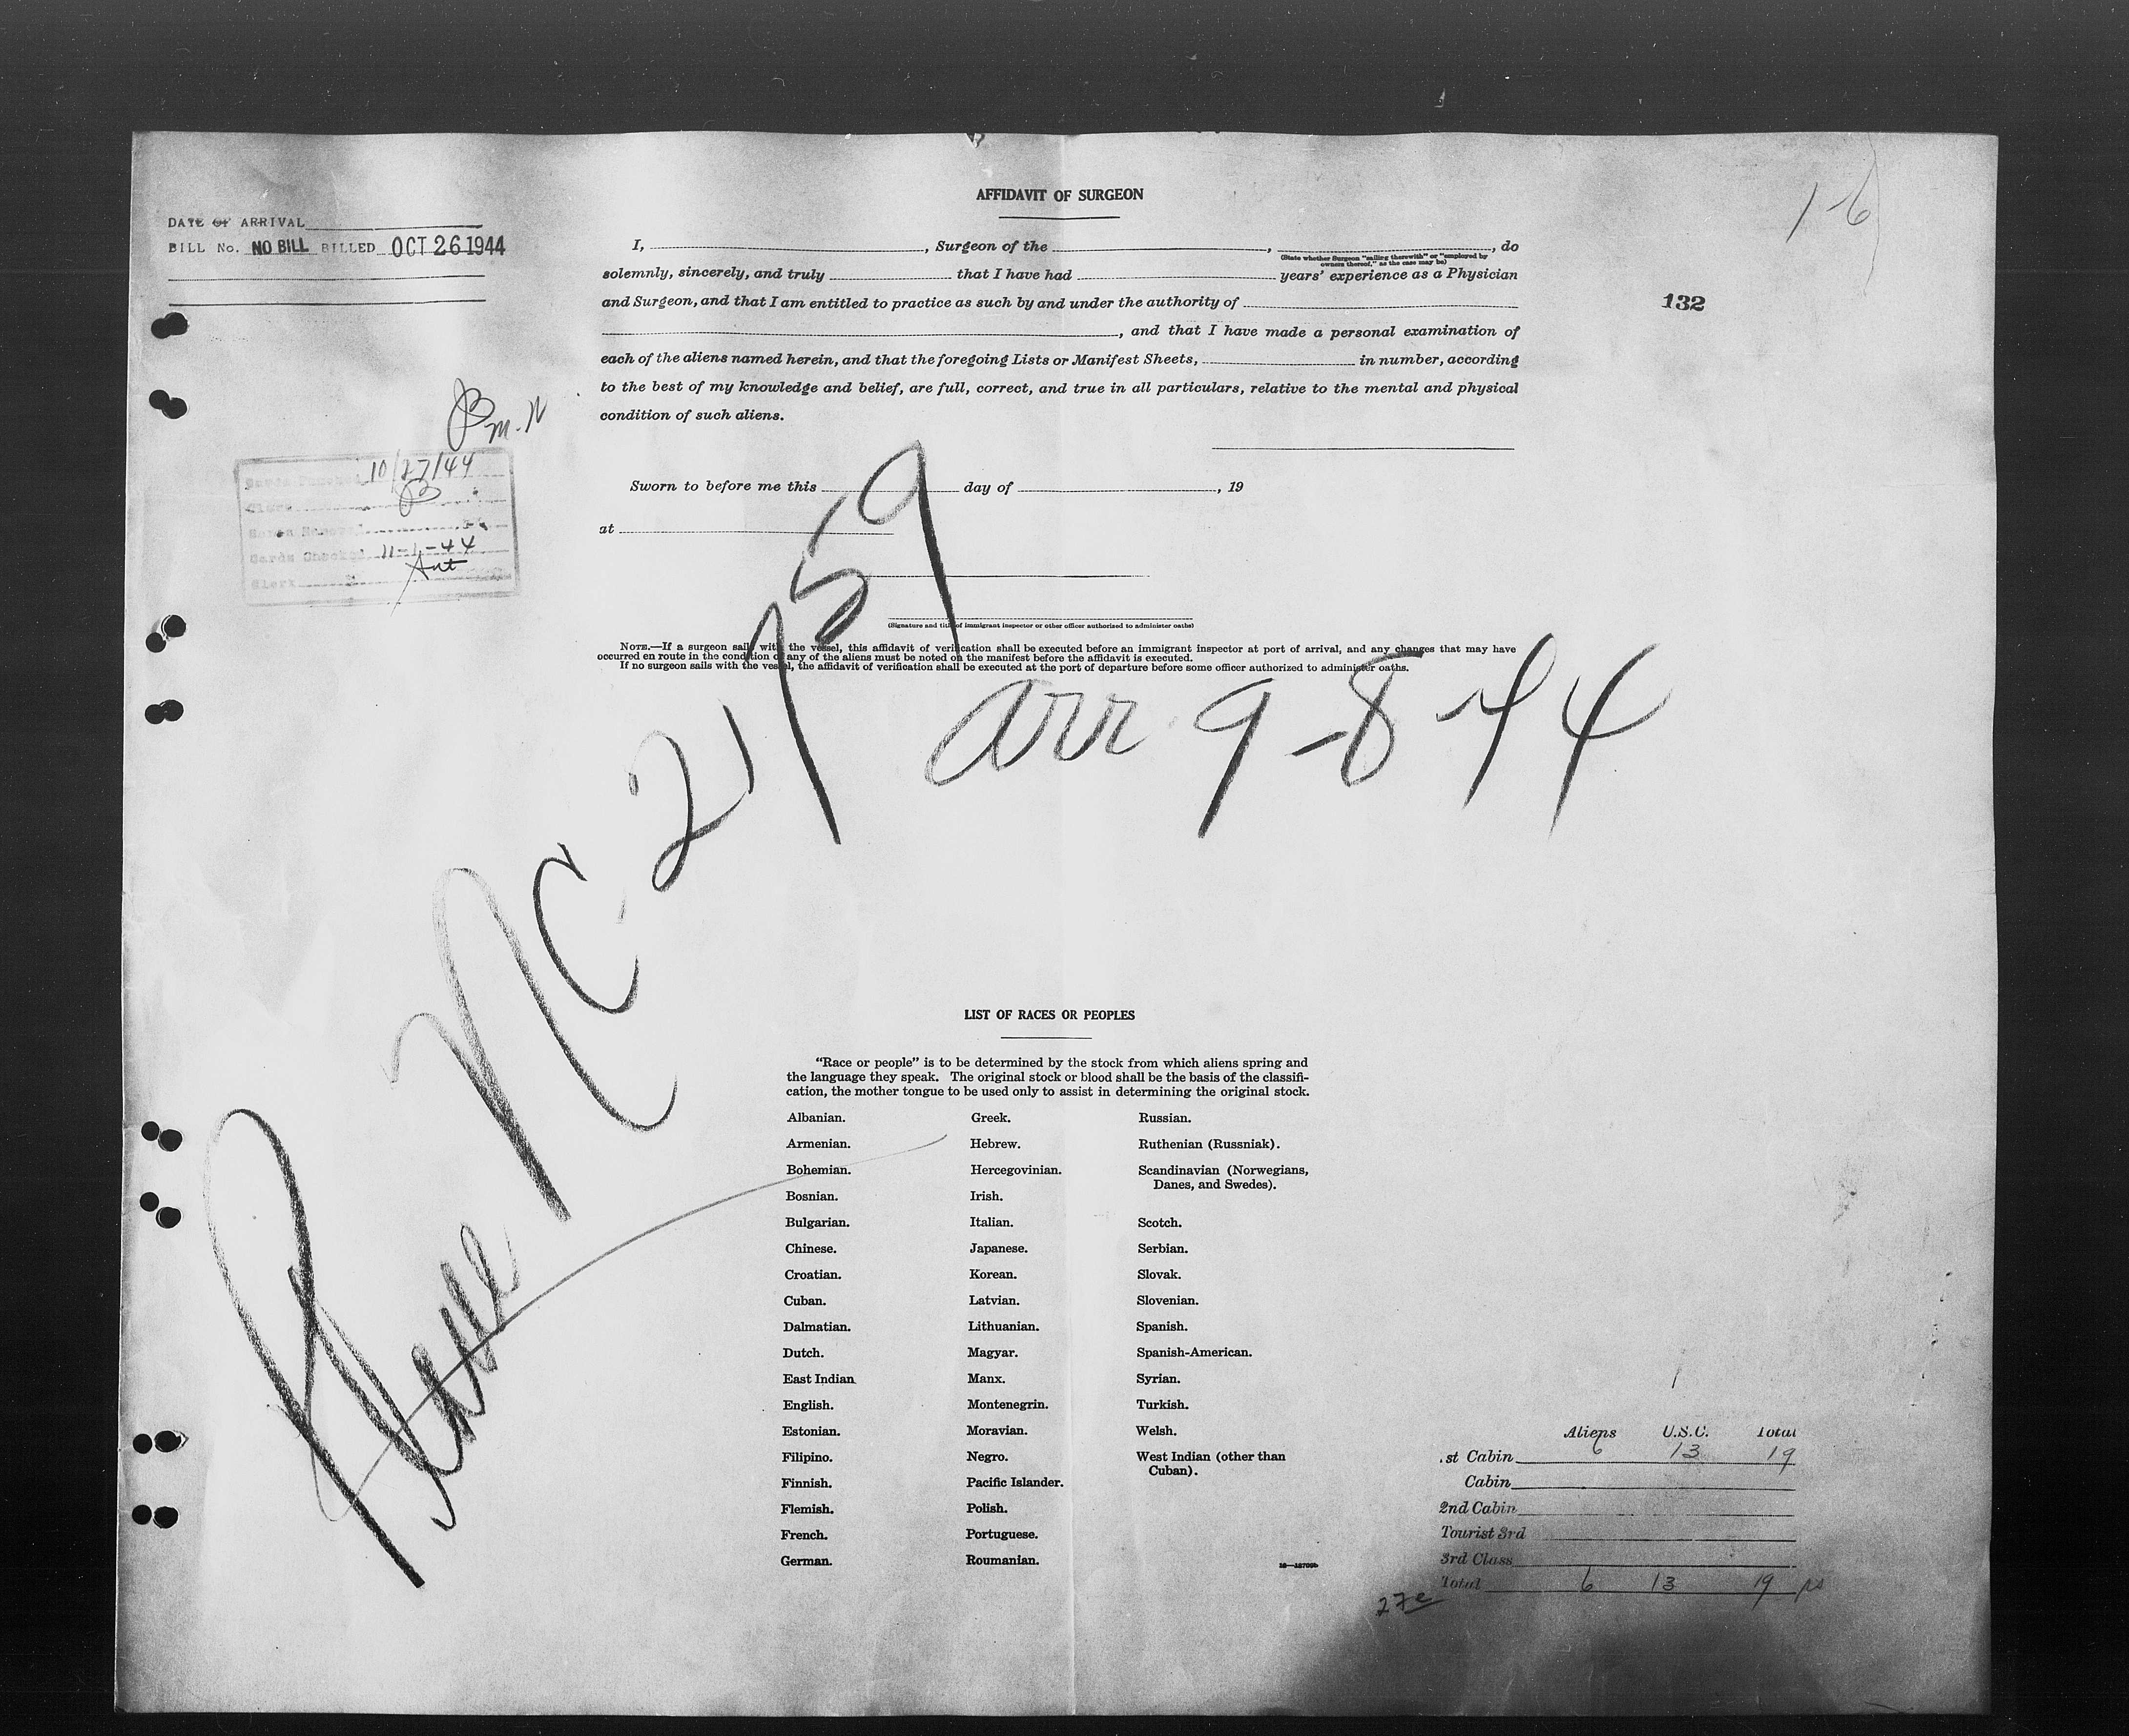 AFFIDAVIT OF SURGEON
1-6
DATE OF ARRIVAL
BILL No. NO BILL BILLED OCT 26 1944
132
I, , Surgeon of the , , do
(State whether Surgeon "sailing therewith" or "employed by
owners thereof," as the case may be)
solemnly, sincerely, and truly that I have had years' experience as a Physician
and Surgeon, and that I am entitled to practice as such by and under the authority of
, and that I have made a personal examination of
each of the aliens named herein, and that the foregoing Lists or Manifest Sheets, in number, according
to the best of my knowledge and belief, are full, correct, and true in all particulars, relative to the mental and physical
condition of such aliens.
10/27/44
Clerk
Cards Checked 11-1-44
Clerk
Sworn to before me this day of , 19
at
(Signature and title of immigrant inspector or other officer authorized to administer oaths)
NOTE.—If a surgeon sails with the vessel, this affidavit of verification shall be executed before an immigrant inspector at port of arrival, and any changes that may have
occurred en route in the condition of any of the aliens must be noted on the manifest before the affidavit is executed.
If no surgeon sails with the vessel, the affidavit of verification shall be executed at the port of departure before some officer authorized to administer oaths.
Plane NC 21759
arr 9-8-44
LIST OF RACES OR PEOPLES
"Race or people" is to be determined by the stock from which aliens spring and
the language they speak. The original stock or blood shall be the basis of the classifi-
cation, the mother tongue to be used only to assist in determining the original stock.
Albanian.
Armenian.
Bohemian.
Bosnian.
Bulgarian.
Chinese.
Croatian.
Cuban.
Dalmatian.
Dutch.
East Indian
English.
Estonian.
Filipino.
Finnish.
Flemish.
French.
German.
Greek.
Hebrew.
Hercegovinian.
Irish.
Italian.
Japanese.
Korean.
Latvian.
Lithuanian.
Magyar.
Manx.
Montenegrin.
Moravian.
Negro.
Pacific Islander.
Polish.
Portuguese.
Roumanian.
Russian.
Ruthenian (Russniak).
Scandinavian (Norwegians,
Danes, and Swedes).
Scotch.
Serbian.
Slovak.
Slovenian.
Spanish.
Spanish-American.
Syrian.
Turkish.
Welsh.
West Indian (other than
Cuban).
Aliens U.S.C. Total
st Cabin 6 13 19
Cabin
2nd Cabin
Tourist 3rd
3rd Class
Total 6 13 19